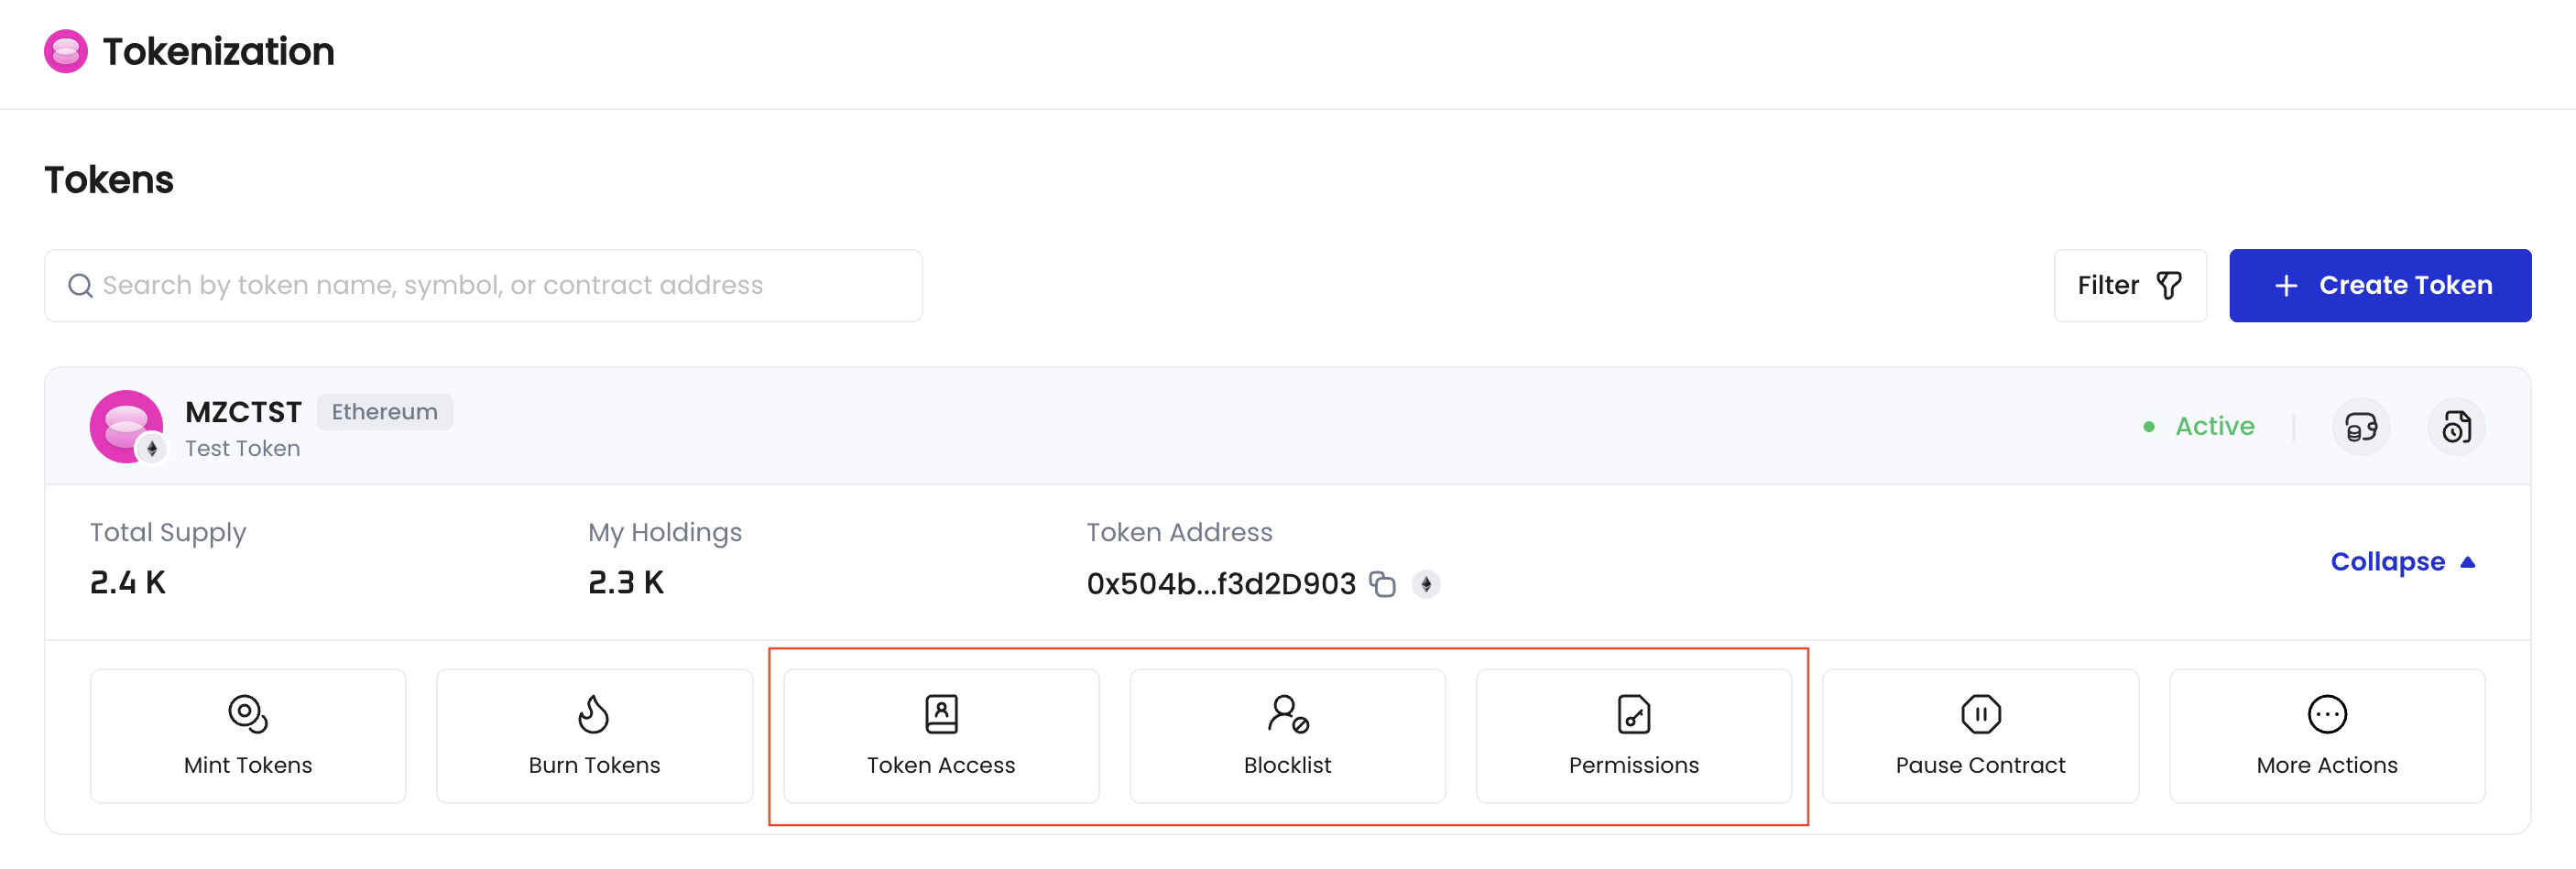 Tokenization
Tokens
Search by token name, symbol, or contract address
Filter
+ Create Token
MZCTST Ethereum
Test Token
Active
Total Supply
2.4 K
My Holdings
2.3 K
Token Address
0x504b...f3d2D903
Collapse
Mint Tokens
Burn Tokens
Token Access
Blocklist
Permissions
Pause Contract
More Actions